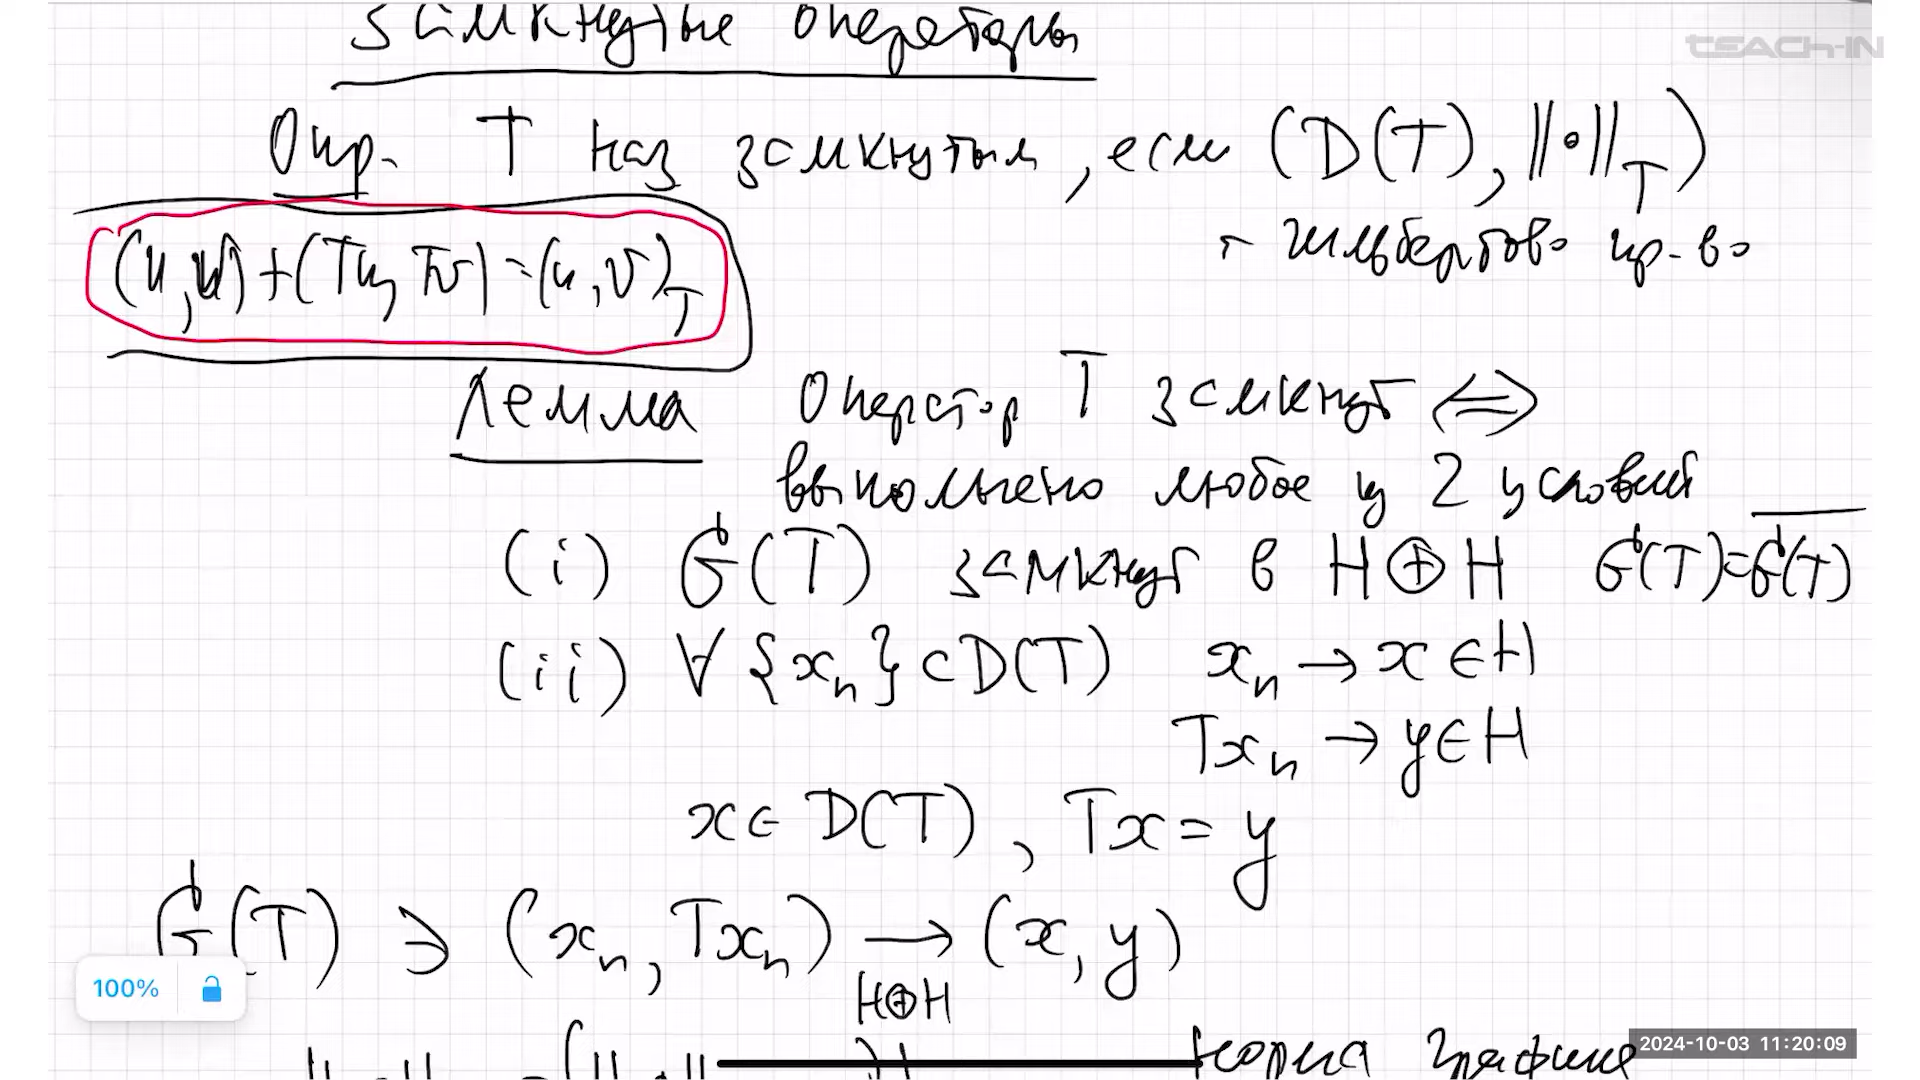 замкнутые операторы
TEACH-IN
Опр. T наз замкнутым, если (D(T), ||•||_T)
- гильбертово пр-во
(u,v)+(Tu,Tv)=(u,v)_T
Лемма Оператор T замкнут ⟺
выполнено любое из 2 условий
(i) G(T) замкнут в H⊕H G(T)=\overline{G(T)}
(ii) ∀ {x_n} ⊂ D(T) x_n → x ∈ H
Tx_n → y ∈ H
x ∈ D(T), Tx = y
G(T) ∋ (x_n, Tx_n) → (x, y)
H⊕H
100%
норма графика
2024-10-03 11:20:09